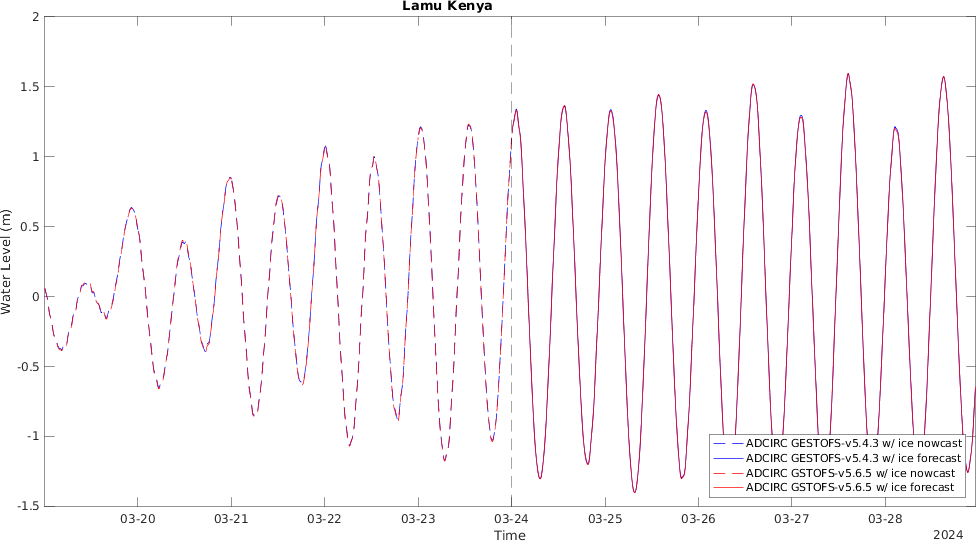 Lamu Kenya
2
1.5
1
0.5
0
-0.5
-1
-1.5
Water Level (m)
03-20 03-21 03-22 03-23 03-24 03-25 03-26 03-27 03-28
Time
2024
ADCIRC GESTOFS-v5.4.3 w/ ice nowcast
ADCIRC GESTOFS-v5.4.3 w/ ice forecast
ADCIRC GSTOFS-v5.6.5 w/ ice nowcast
ADCIRC GSTOFS-v5.6.5 w/ ice forecast